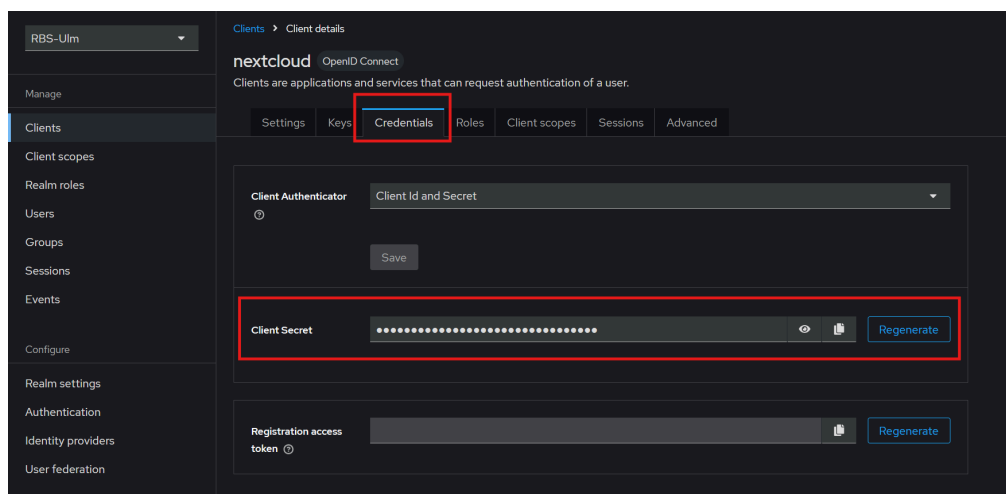 RBS-Ulm
Manage
Clients
Client scopes
Realm roles
Users
Groups
Sessions
Events
Configure
Realm settings
Authentication
Identity providers
User federation
Clients > Client details
nextcloud OpenID Connect
Clients are applications and services that can request authentication of a user.
Settings Keys Credentials Roles Client scopes Sessions Advanced
Client Authenticator
Client Id and Secret
Save
Client Secret
●●●●●●●●●●●●●●●●●●●●●●●●●●●●●●●●
Regenerate
Registration access
token
Regenerate